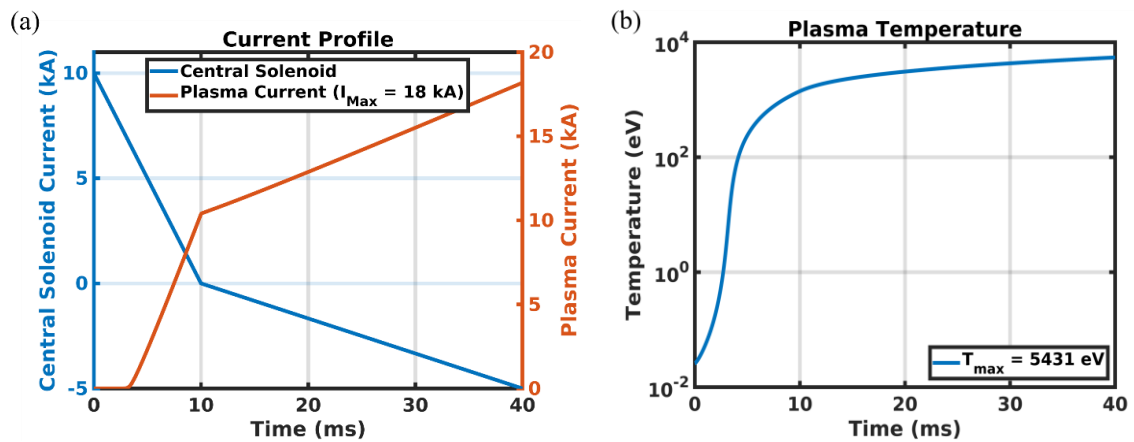 (a)
Current Profile
Central Solenoid Current (kA)
10
5
0
-5
Central Solenoid
Plasma Current (I_Max = 18 kA)
20
15
10
5
0
Plasma Current (kA)
0 10 20 30 40
Time (ms)
(b)
Plasma Temperature
Temperature (eV)
10^4
10^2
10^0
10^-2
T_max = 5431 eV
0 10 20 30 40
Time (ms)